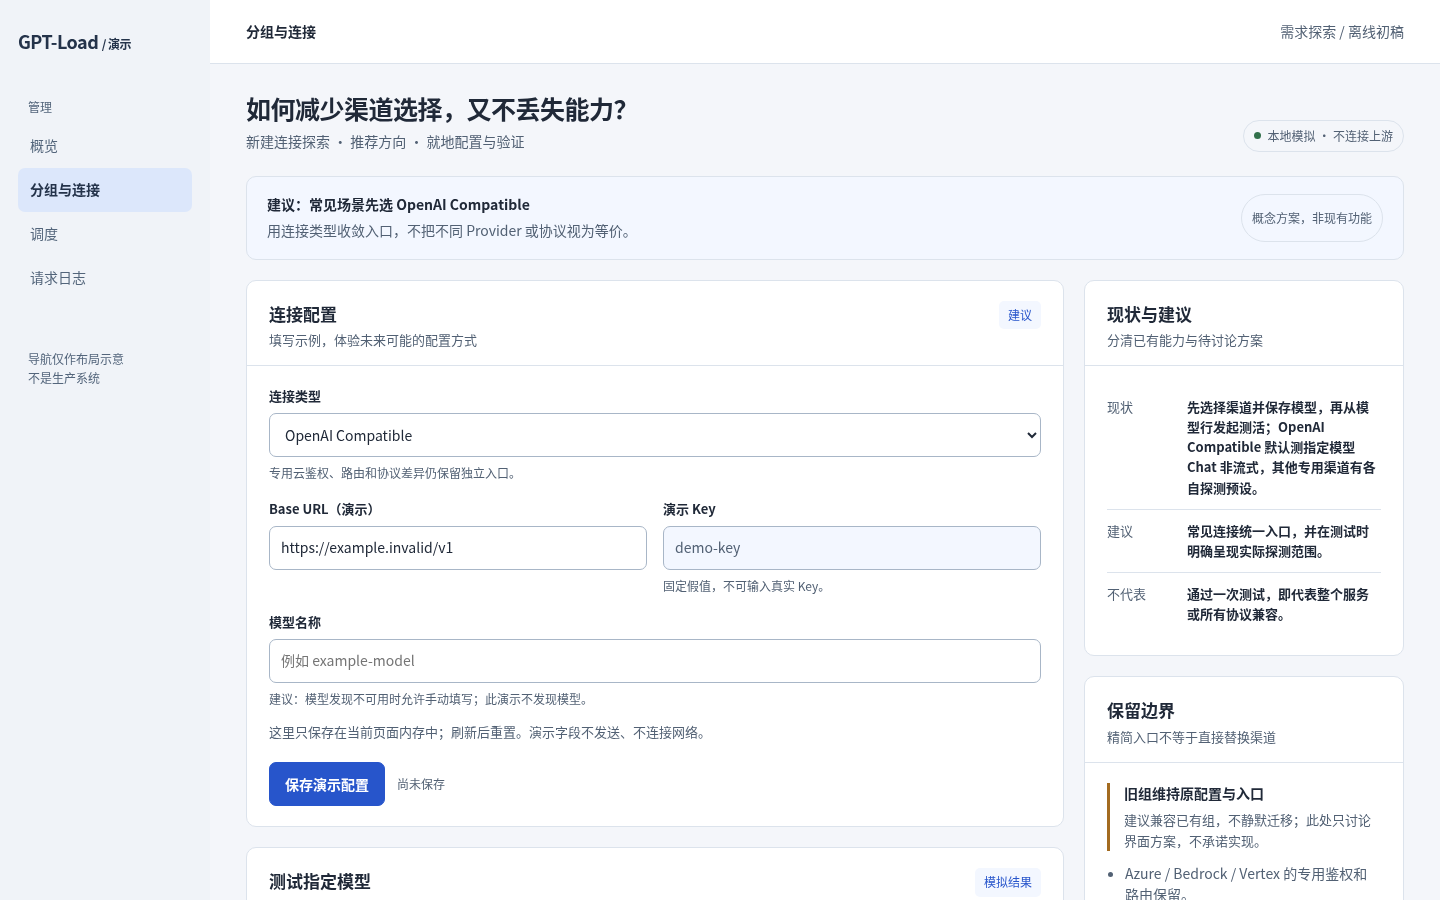 GPT-Load / 演示
管理
概览
分组与连接
调度
请求日志
导航仅作布局示意
不是生产系统
分组与连接
需求探索 / 离线初稿
如何减少渠道选择，又不丢失能力？
新建连接探索 · 推荐方向 · 就地配置与验证
本地模拟 · 不连接上游
建议：常见场景先选 OpenAI Compatible
用连接类型收敛入口，不把不同 Provider 或协议视为等价。
概念方案，非现有功能
连接配置
填写示例，体验未来可能的配置方式
建议
连接类型
OpenAI Compatible
专用云鉴权、路由和协议差异仍保留独立入口。
Base URL（演示）
https://example.invalid/v1
演示 Key
demo-key
固定假值，不可输入真实 Key。
模型名称
例如 example-model
建议：模型发现不可用时允许手动填写；此演示不发现模型。
这里只保存在当前页面内存中；刷新后重置。演示字段不发送、不连接网络。
保存演示配置
尚未保存
测试指定模型
模拟结果
现状与建议
分清已有能力与待讨论方案
现状
先选择渠道并保存模型，再从模
型行发起测活；OpenAI
Compatible 默认测指定模型
Chat 非流式，其他专用渠道有各
自探测预设。
建议
常见连接统一入口，并在测试时
明确呈现实际探测范围。
不代表
通过一次测试，即代表整个服务
或所有协议兼容。
保留边界
精简入口不等于直接替换渠道
旧组维持原配置与入口
建议兼容已有组，不静默迁移；此处只讨论
界面方案，不承诺实现。
Azure / Bedrock / Vertex 的专用鉴权和
路由保留。